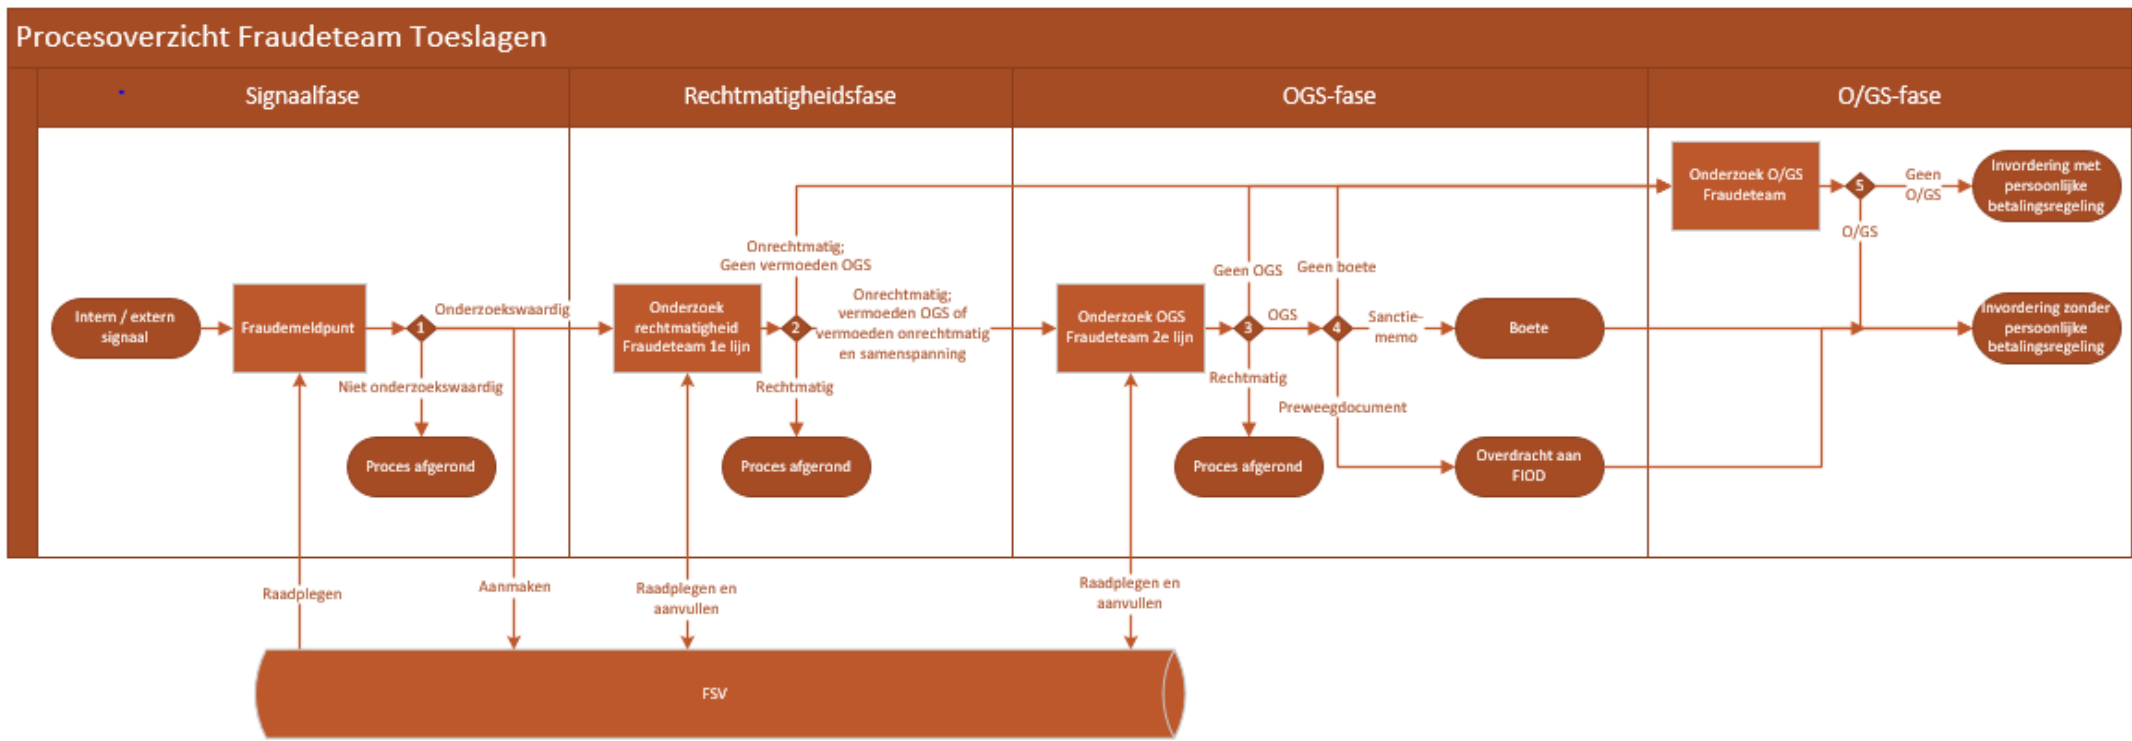 Procesoverzicht Fraudeteam Toeslagen
Signaalfase
Rechtmatigheidsfase
OGS-fase
O/GS-fase
Intern / extern
signaal
Fraudemeldpunt
1
Onderzoekswaardig
Niet onderzoekswaardig
Proces afgerond
Onderzoek
rechtmatigheid
Fraudeteam 1e lijn
2
Onrechtmatig;
Geen vermoeden OGS
Onrechtmatig;
vermoeden OGS of
vermoeden onrechtmatig
en samenspanning
Rechtmatig
Proces afgerond
Onderzoek OGS
Fraudeteam 2e lijn
3
Geen OGS
OGS
Rechtmatig
Proces afgerond
4
Geen boete
Sanctie-
memo
Preweegdocument
Boete
Overdracht aan
FIOD
Onderzoek O/GS
Fraudeteam
5
Geen
O/GS
O/GS
Invordering met
persoonlijke
betalingsregeling
Invordering zonder
persoonlijke
betalingsregeling
Raadplegen
Aanmaken
Raadplegen en
aanvullen
Raadplegen en
aanvullen
FSV